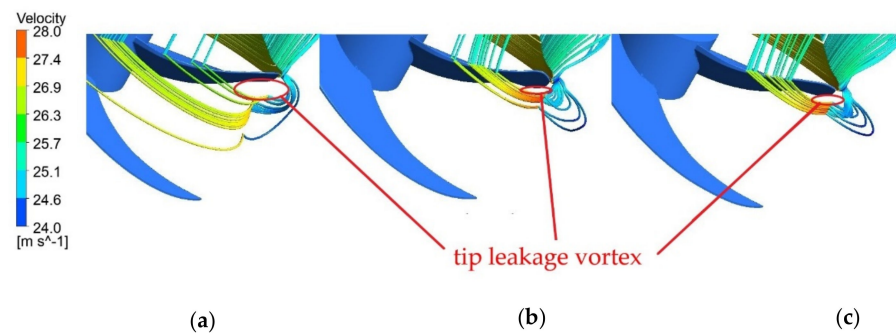 Velocity
28.0
27.4
26.9
26.3
25.7
25.1
24.6
24.0
[m s^-1]
tip leakage vortex
(a)
(b)
(c)